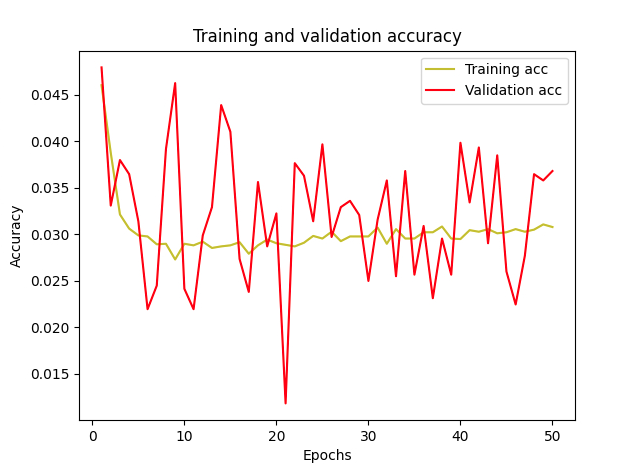 Training and validation accuracy
Training acc
Validation acc
0.045
0.040
0.035
0.030
0.025
0.020
0.015
Accuracy
0 10 20 30 40 50
Epochs